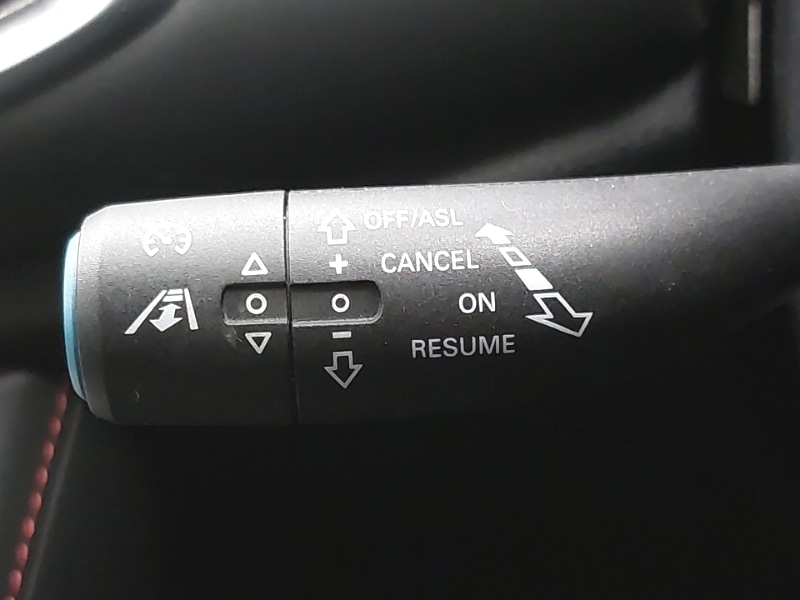 OFF/ASL
+ CANCEL
ON
− RESUME